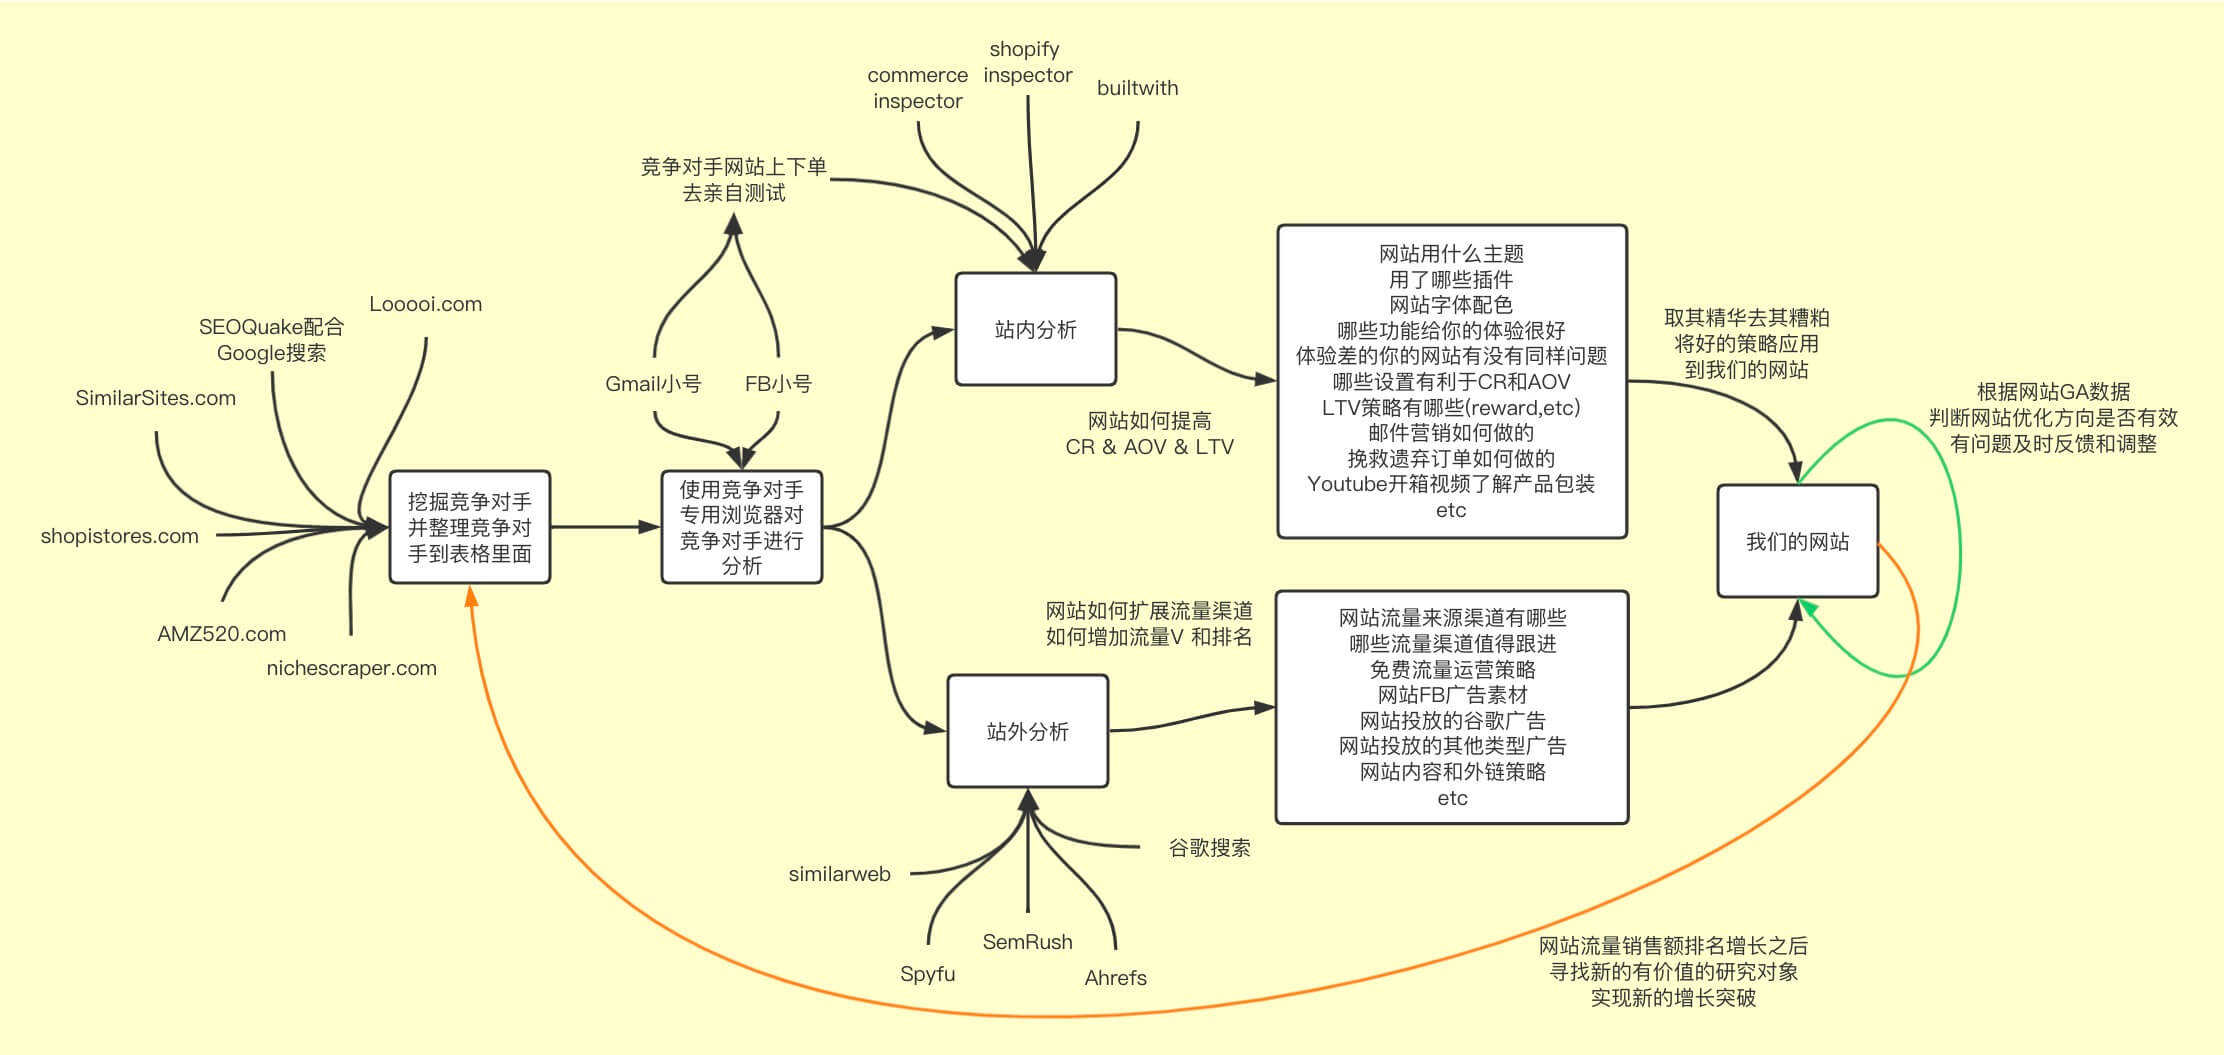 shopify
inspector
commerce
inspector
builtwith
竞争对手网站上下单
去亲自测试
Looooi.com
SEOQuake配合
Google搜索
SimilarSites.com
shopistores.com
AMZ520.com
nichescraper.com
挖掘竞争对手
并整理竞争对
手到表格里面
Gmail小号
FB小号
使用竞争对手
专用浏览器对
竞争对手进行
分析
站内分析
网站如何提高
CR & AOV & LTV
网站用什么主题
用了哪些插件
网站字体配色
哪些功能给你的体验很好
体验差的你的网站有没有同样问题
哪些设置有利于CR和AOV
LTV策略有哪些(reward,etc)
邮件营销如何做的
挽救遗弃订单如何做的
Youtube开箱视频了解产品包装
etc
取其精华去其糟粕
将好的策略应用
到我们的网站
根据网站GA数据
判断网站优化方向是否有效
有问题及时反馈和调整
我们的网站
网站如何扩展流量渠道
如何增加流量V 和排名
站外分析
网站流量来源渠道有哪些
哪些流量渠道值得跟进
免费流量运营策略
网站FB广告素材
网站投放的谷歌广告
网站投放的其他类型广告
网站内容和外链策略
etc
similarweb
Spyfu
SemRush
Ahrefs
谷歌搜索
网站流量销售额排名增长之后
寻找新的有价值的研究对象
实现新的增长突破